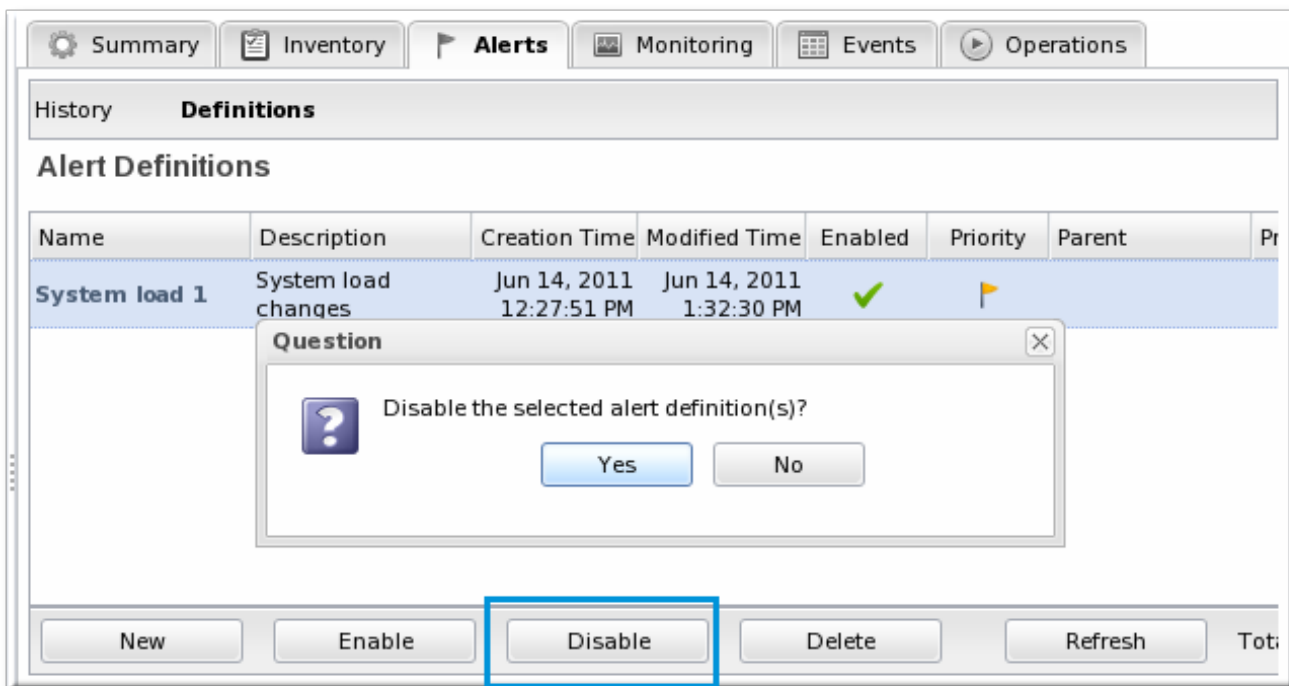 Summary Inventory Alerts Monitoring Events Operations
History Definitions
Alert Definitions
Name Description Creation Time Modified Time Enabled Priority Parent Pr
System load 1 System load changes Jun 14, 2011 12:27:51 PM Jun 14, 2011 1:32:30 PM
Question
Disable the selected alert definition(s)?
Yes No
New Enable Disable Delete Refresh Tota